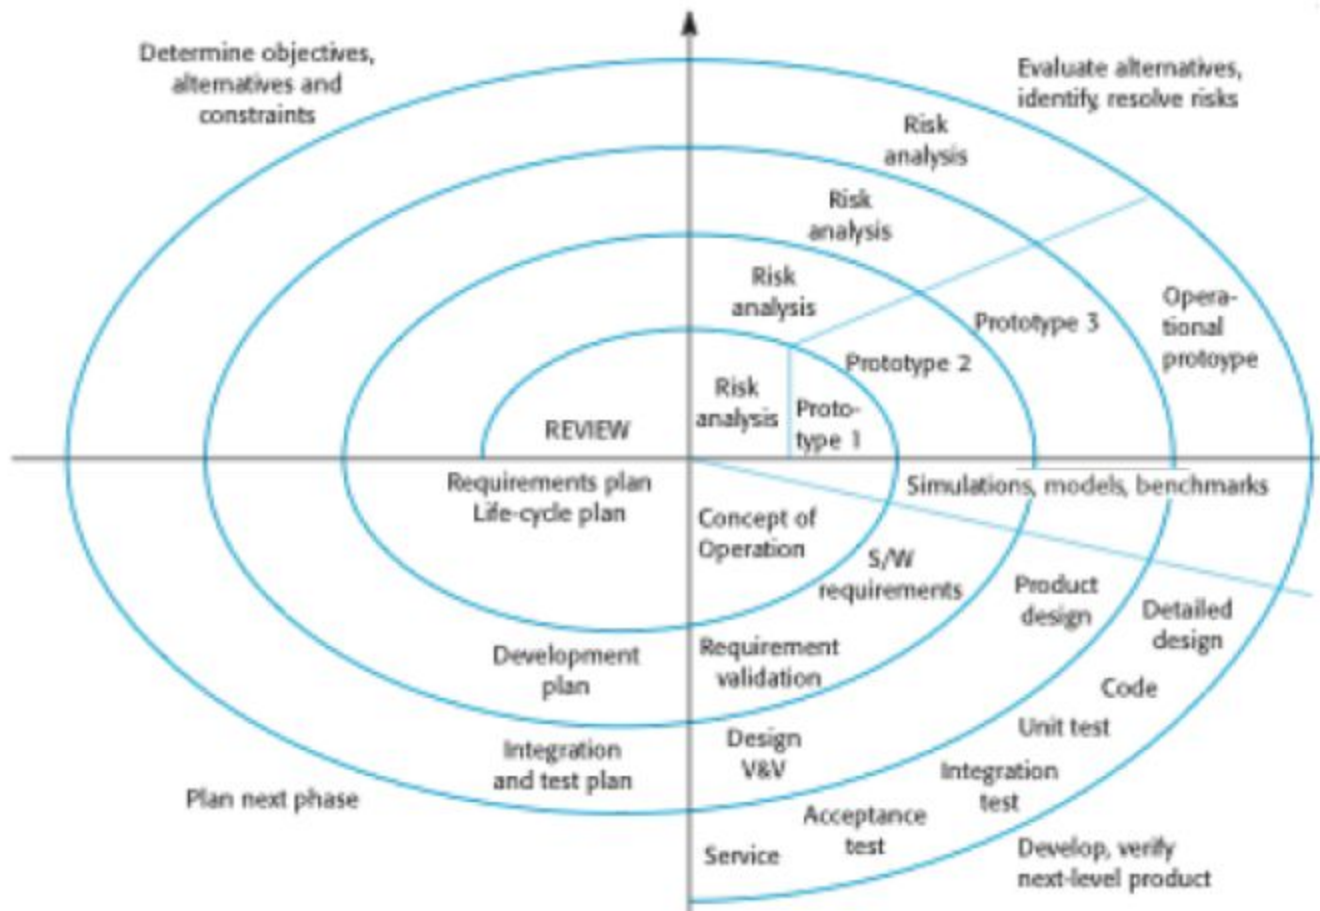 Determine objectives,
alternatives and
constraints
Evaluate alternatives,
identify, resolve risks
Risk
analysis
Risk
analysis
Risk
analysis
Risk
analysis
Proto-
type 1
Prototype 2
Prototype 3
Opera-
tional
protoype
REVIEW
Requirements plan
Life-cycle plan
Simulations, models, benchmarks
Concept of
Operation
S/W
requirements
Product
design
Detailed
design
Development
plan
Requirement
validation
Code
Unit test
Integration
and test plan
Design
V&V
Integration
test
Plan next phase
Acceptance
test
Service
Develop, verify
next-level product